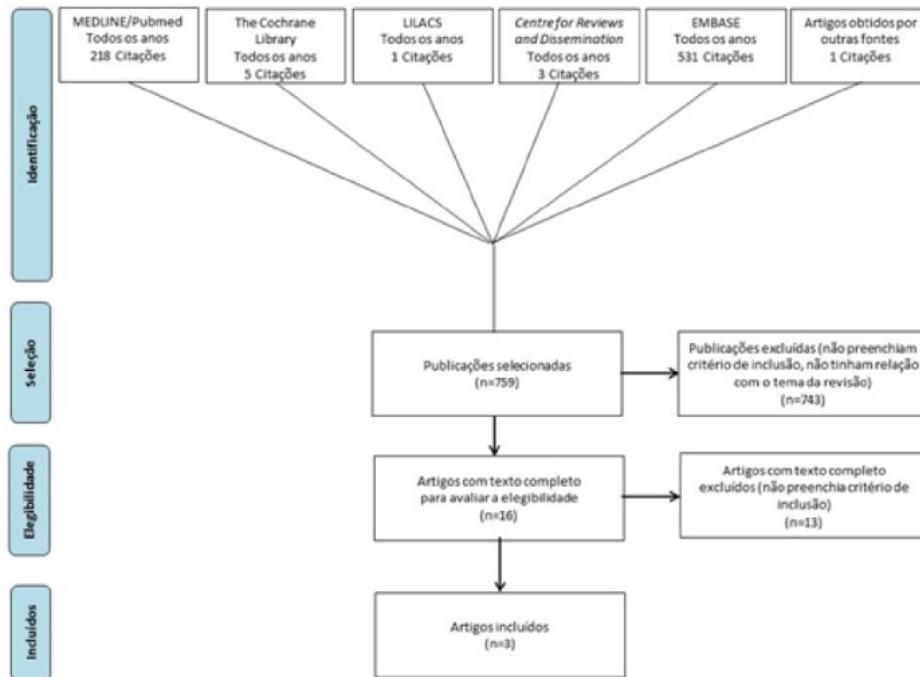 MEDLINE/Pubmed
Todos os anos
218 Citações
The Cochrane
Library
Todos os anos
5 Citações
LILACS
Todos os anos
1 Citações
Centre for Reviews
and Dissemination
Todos os anos
3 Citações
EMBASE
Todos os anos
531 Citações
Artigos obtidos por
outras fontes
1 Citações
Identificação
Seleção
Publicações selecionadas
(n=759)
Publicações excluídas (não preenchiam
critério de inclusão, não tinham relação
com o tema da revisão)
(n=743)
Elegibilidade
Artigos com texto completo
para avaliar a elegibilidade
(n=16)
Artigos com texto completo
excluídos (não preenchia critério de
inclusão)
(n=13)
Incluídos
Artigos incluídos
(n=3)